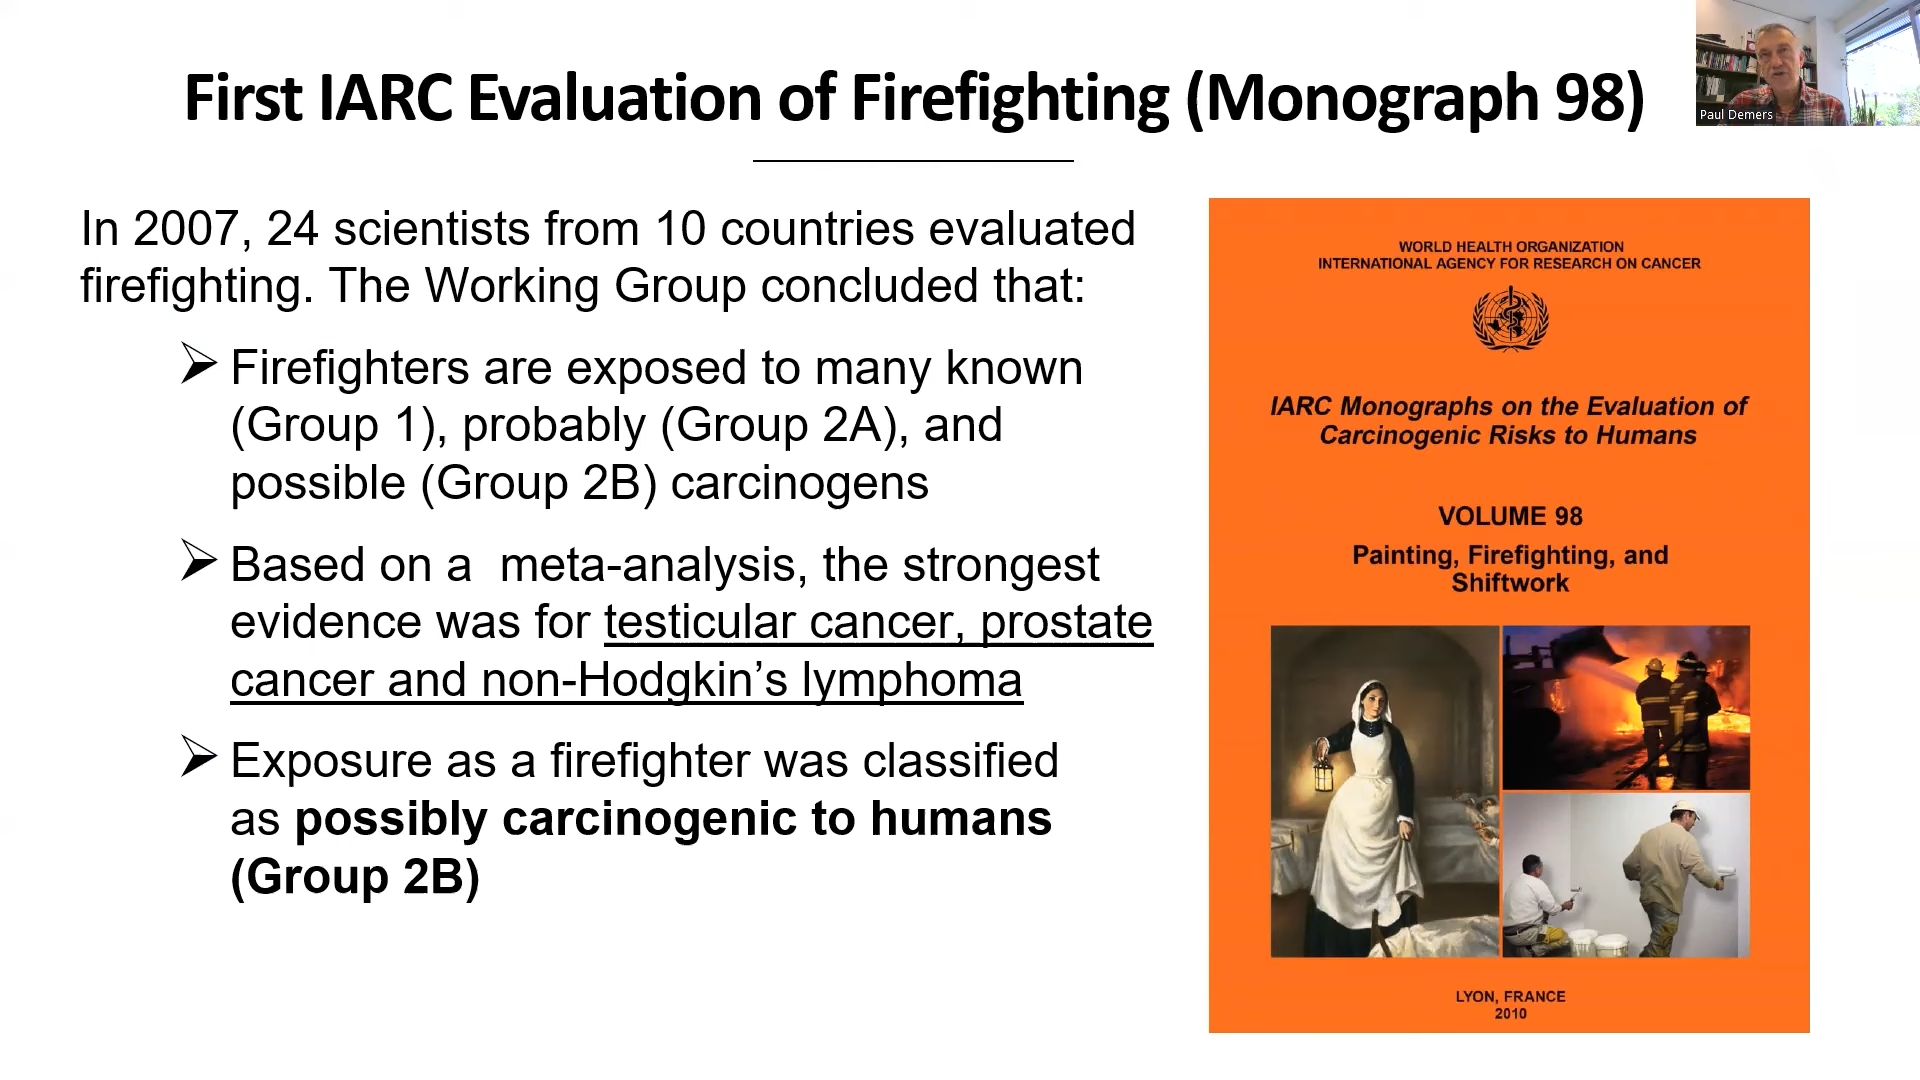 First IARC Evaluation of Firefighting (Monograph 98)
Paul Demers
In 2007, 24 scientists from 10 countries evaluated
firefighting. The Working Group concluded that:
Firefighters are exposed to many known
(Group 1), probably (Group 2A), and
possible (Group 2B) carcinogens
Based on a  meta-analysis, the strongest
evidence was for testicular cancer, prostate
cancer and non-Hodgkin’s lymphoma
Exposure as a firefighter was classified
as possibly carcinogenic to humans
(Group 2B)
WORLD HEALTH ORGANIZATION
INTERNATIONAL AGENCY FOR RESEARCH ON CANCER
IARC Monographs on the Evaluation of
Carcinogenic Risks to Humans
VOLUME 98
Painting, Firefighting, and
Shiftwork
LYON, FRANCE
2010